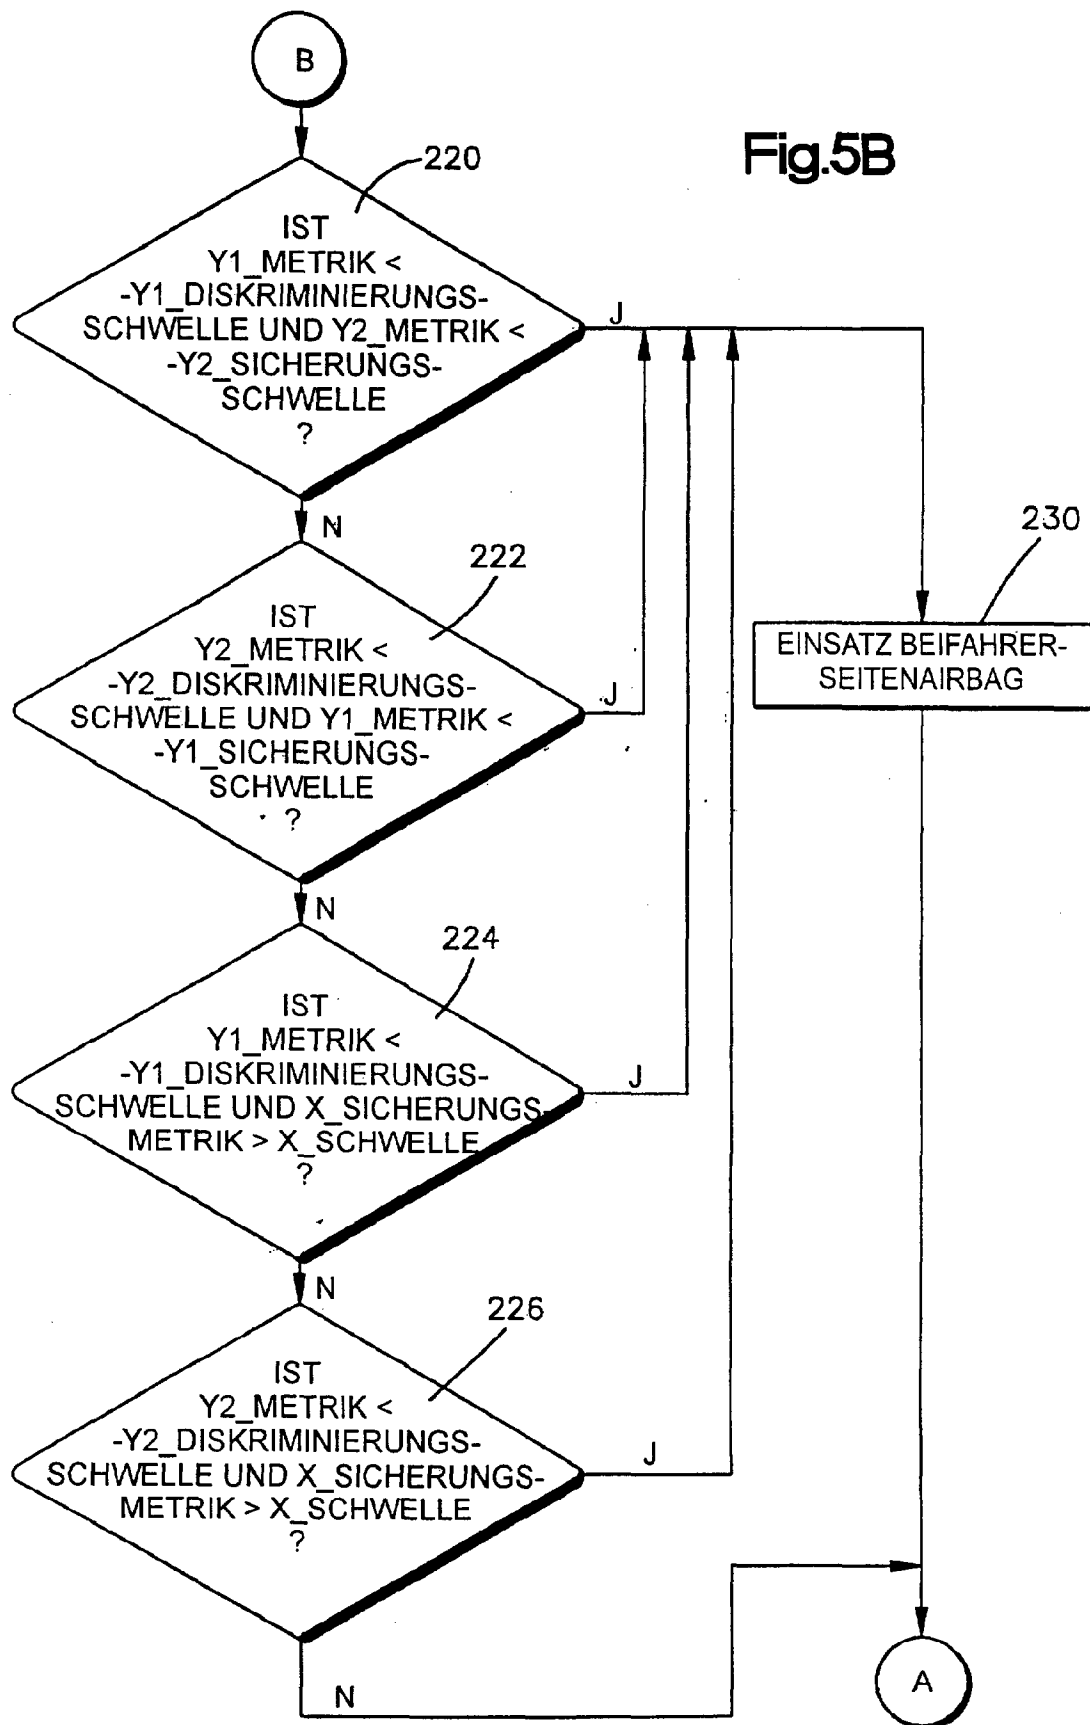 B
Fig.5B
220
IST
Y1_METRIK <
-Y1_DISKRIMINIERUNGS-
SCHWELLE UND Y2_METRIK <
-Y2_SICHERUNGS-
SCHWELLE
?
J
N
222
IST
Y2_METRIK <
-Y2_DISKRIMINIERUNGS-
SCHWELLE UND Y1_METRIK <
-Y1_SICHERUNGS-
SCHWELLE
?
J
230
EINSATZ BEIFAHRER-
SEITENAIRBAG
N
224
IST
Y1_METRIK <
-Y1_DISKRIMINIERUNGS-
SCHWELLE UND X_SICHERUNGS-
METRIK > X_SCHWELLE
?
J
N
226
IST
Y2_METRIK <
-Y2_DISKRIMINIERUNGS-
SCHWELLE UND X_SICHERUNGS-
METRIK > X_SCHWELLE
?
J
N
A